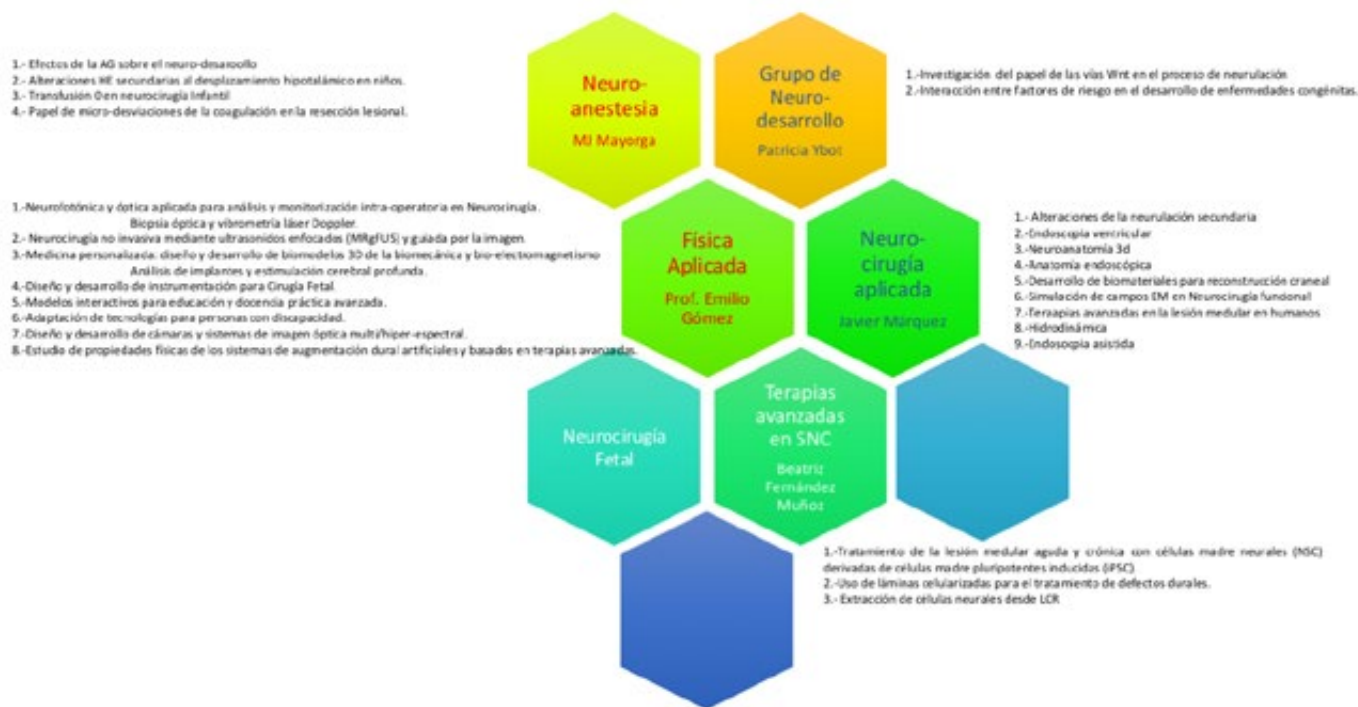 1.- Efectos de la AG sobre el neuro-desaroollo
2.- Alteraciones HE secundarias al desplazamiento hipotalámico en niños.
3.- Transfusión 0 en neurocirugía Infantil
4.- Papel de micro-desviaciones de la coagulación en la resección lesional.
Neuro-
anestesia
MJ Mayorga
Grupo de
Neuro-
desarrollo
Patricia Ybot
1.-Investigación del papel de las vías Wnt en el proceso de neurulación
2.-Interacción entre factores de riesgo en el desarrollo de enfermedades congénitas.
1.-Neurofotónica y óptica aplicada para análisis y monitorización intra-operatoria en Neurocirugía.
Biopsia óptica y vibrometría láser Doppler.
2.- Neurocirugía no invasiva mediante ultrasonidos enfocados (MRgFUS) y guiada por la imagen.
3.-Medicina personalizada: diseño y desarrollo de biomodelos 3D de la biomecánica y bio-electromagnetismo
Análisis de implantes y estimulación cerebral profunda.
4.-Diseño y desarrollo de instrumentación para Cirugía Fetal
5.-Modelos interactivos para educación y docencia práctica avanzada.
6.-Adaptación de tecnologías para personas con discapacidad.
7.-Diseño y desarrollo de cámaras y sistemas de imagen óptica multi/hiper-espectral.
8.-Estudio de propiedades físicas de los sistemas de augmentación dural artificiales y basados en terapias avanzadas.
Física
Aplicada
Prof. Emilio
Gómez
Neuro-
cirugía
aplicada
Javier Márquez
1.- Alteraciones de la neurulación secundaria
2.-Endoscopia ventricular
3.-Neuroanatomía 3d
4.-Anatomía endoscópica
5.-Desarrollo de biomateriales para reconstrucción craneal
6.-Simulación de campos EM en Neurocirugía funcional
7.-Teraapias avanzadas en la lesión medular en humanos
8.-Hidrodinámica
9.-Endoscopia asistida
Neurocirugía
Fetal
Terapias
avanzadas
en SNC
Beatriz
Fernández
Muñoz
1.-Tratamiento de la lesión medular aguda y crónica con células madre neurales (NSC)
derivadas de células madre pluripotentes inducidas (iPSC)
2.-Uso de láminas celularizadas para el tratamiento de defectos durales.
3.- Extracción de células neurales desde LCR